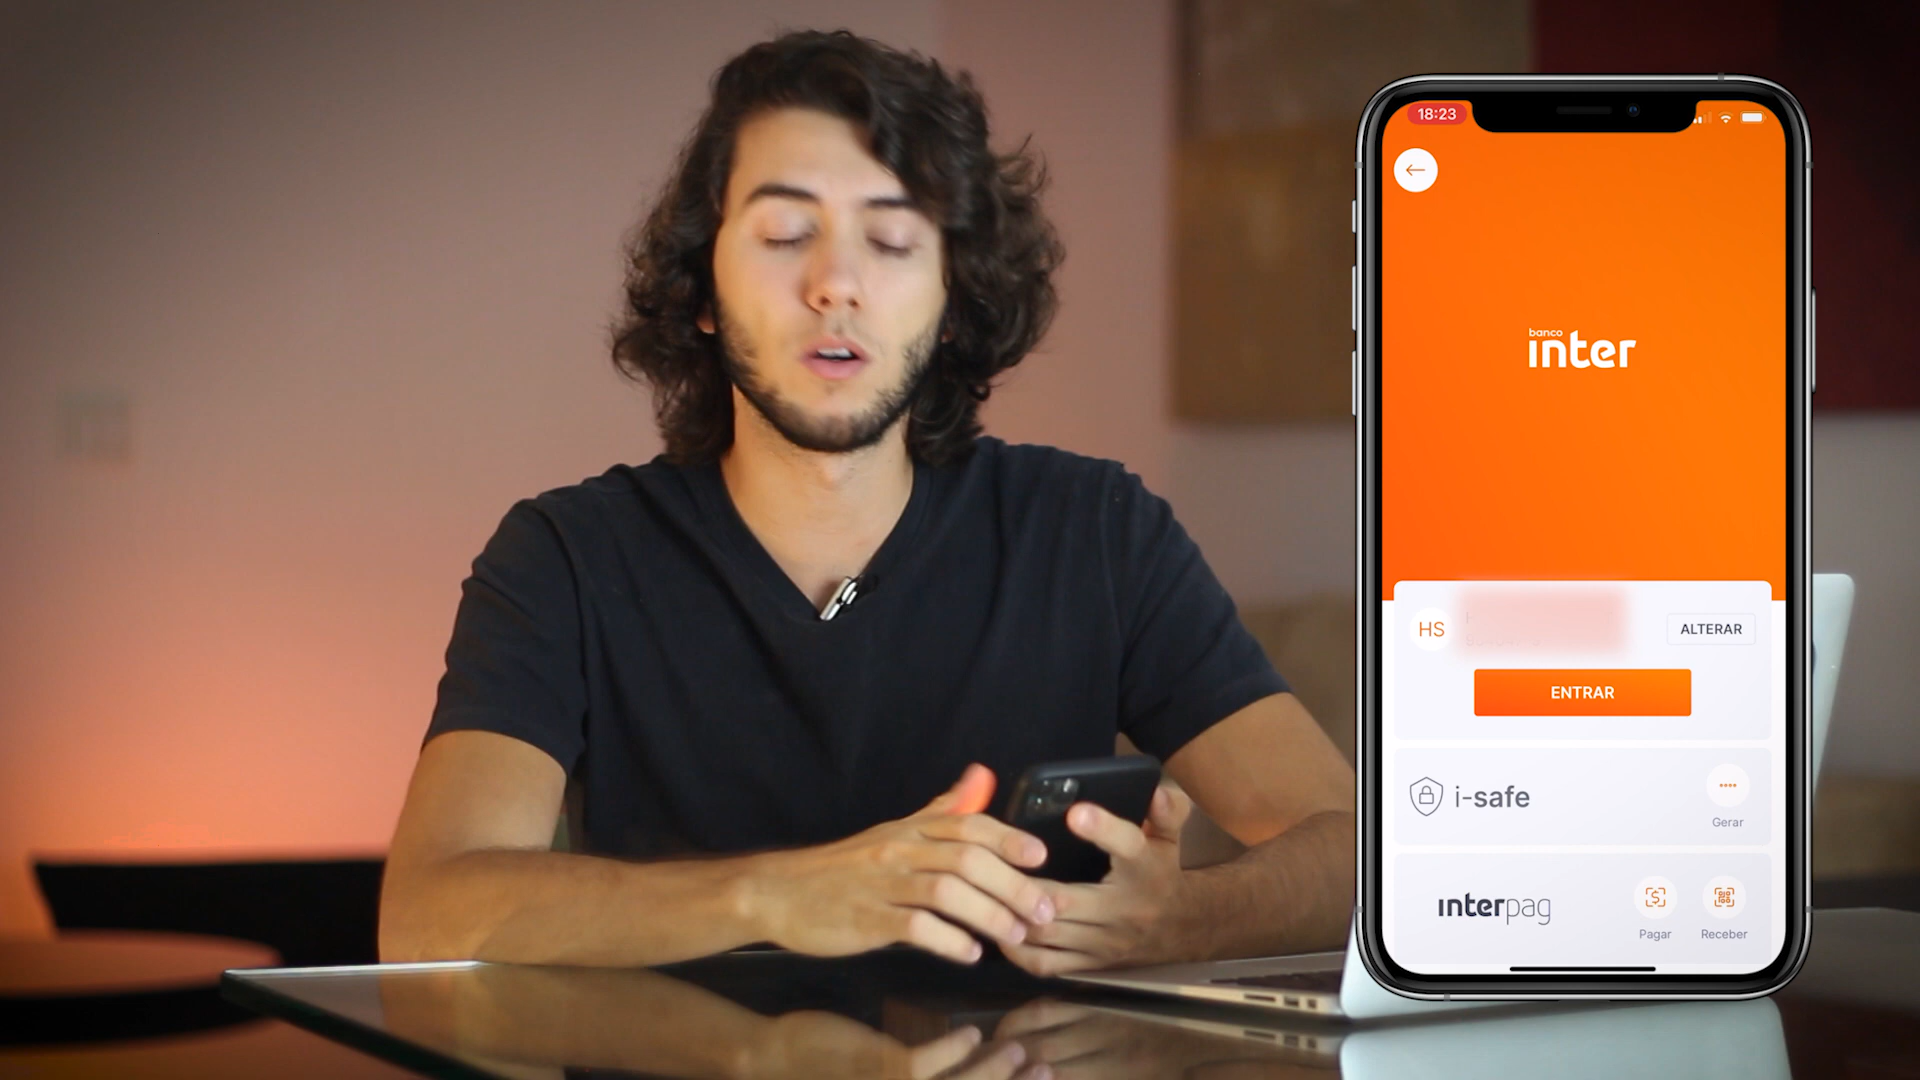 18:23
banco
inter
HS
ALTERAR
ENTRAR
i-safe
Gerar
interpag
Pagar
Receber